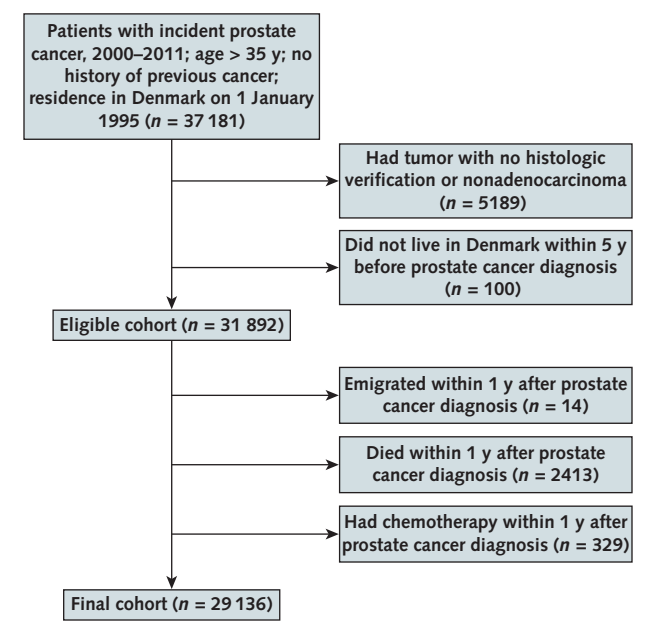 Patients with incident prostate
cancer, 2000–2011; age > 35 y; no
history of previous cancer;
residence in Denmark on 1 January
1995 (n = 37 181)
Had tumor with no histologic
verification or nonadenocarcinoma
(n = 5189)
Did not live in Denmark within 5 y
before prostate cancer diagnosis
(n = 100)
Eligible cohort (n = 31 892)
Emigrated within 1 y after prostate
cancer diagnosis (n = 14)
Died within 1 y after prostate
cancer diagnosis (n = 2413)
Had chemotherapy within 1 y after
prostate cancer diagnosis (n = 329)
Final cohort (n = 29 136)